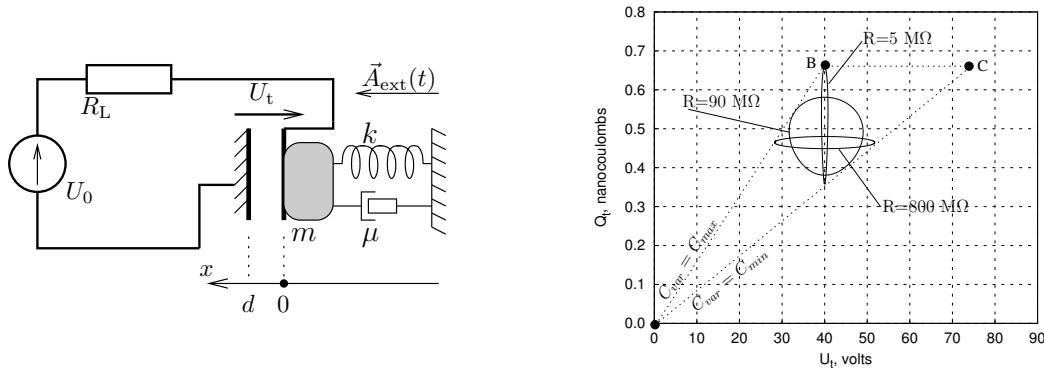 R_L
U_0
U_t
\vec{A}_ext(t)
k
m
μ
x
d
0
Q_t, nanocoulombs
0.8
0.7
0.6
0.5
0.4
0.3
0.2
0.1
0.0
R=5 MΩ
B
C
R=90 MΩ
R=800 MΩ
C_var = C_max
C_var = C_min
0 10 20 30 40 50 60 70 80 90
U_t, volts